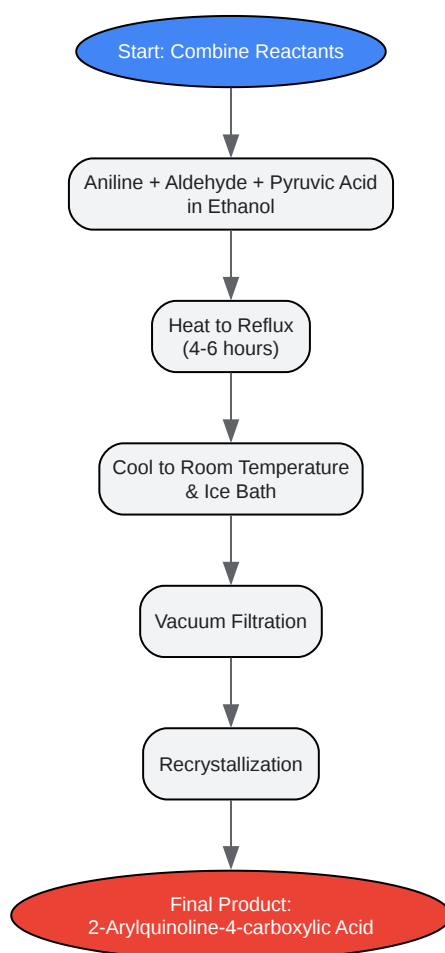 Start: Combine Reactants
Aniline + Aldehyde + Pyruvic Acid
in Ethanol
Heat to Reflux
(4-6 hours)
Cool to Room Temperature
& Ice Bath
Vacuum Filtration
Recrystallization
Final Product:
2-Arylquinoline-4-carboxylic Acid